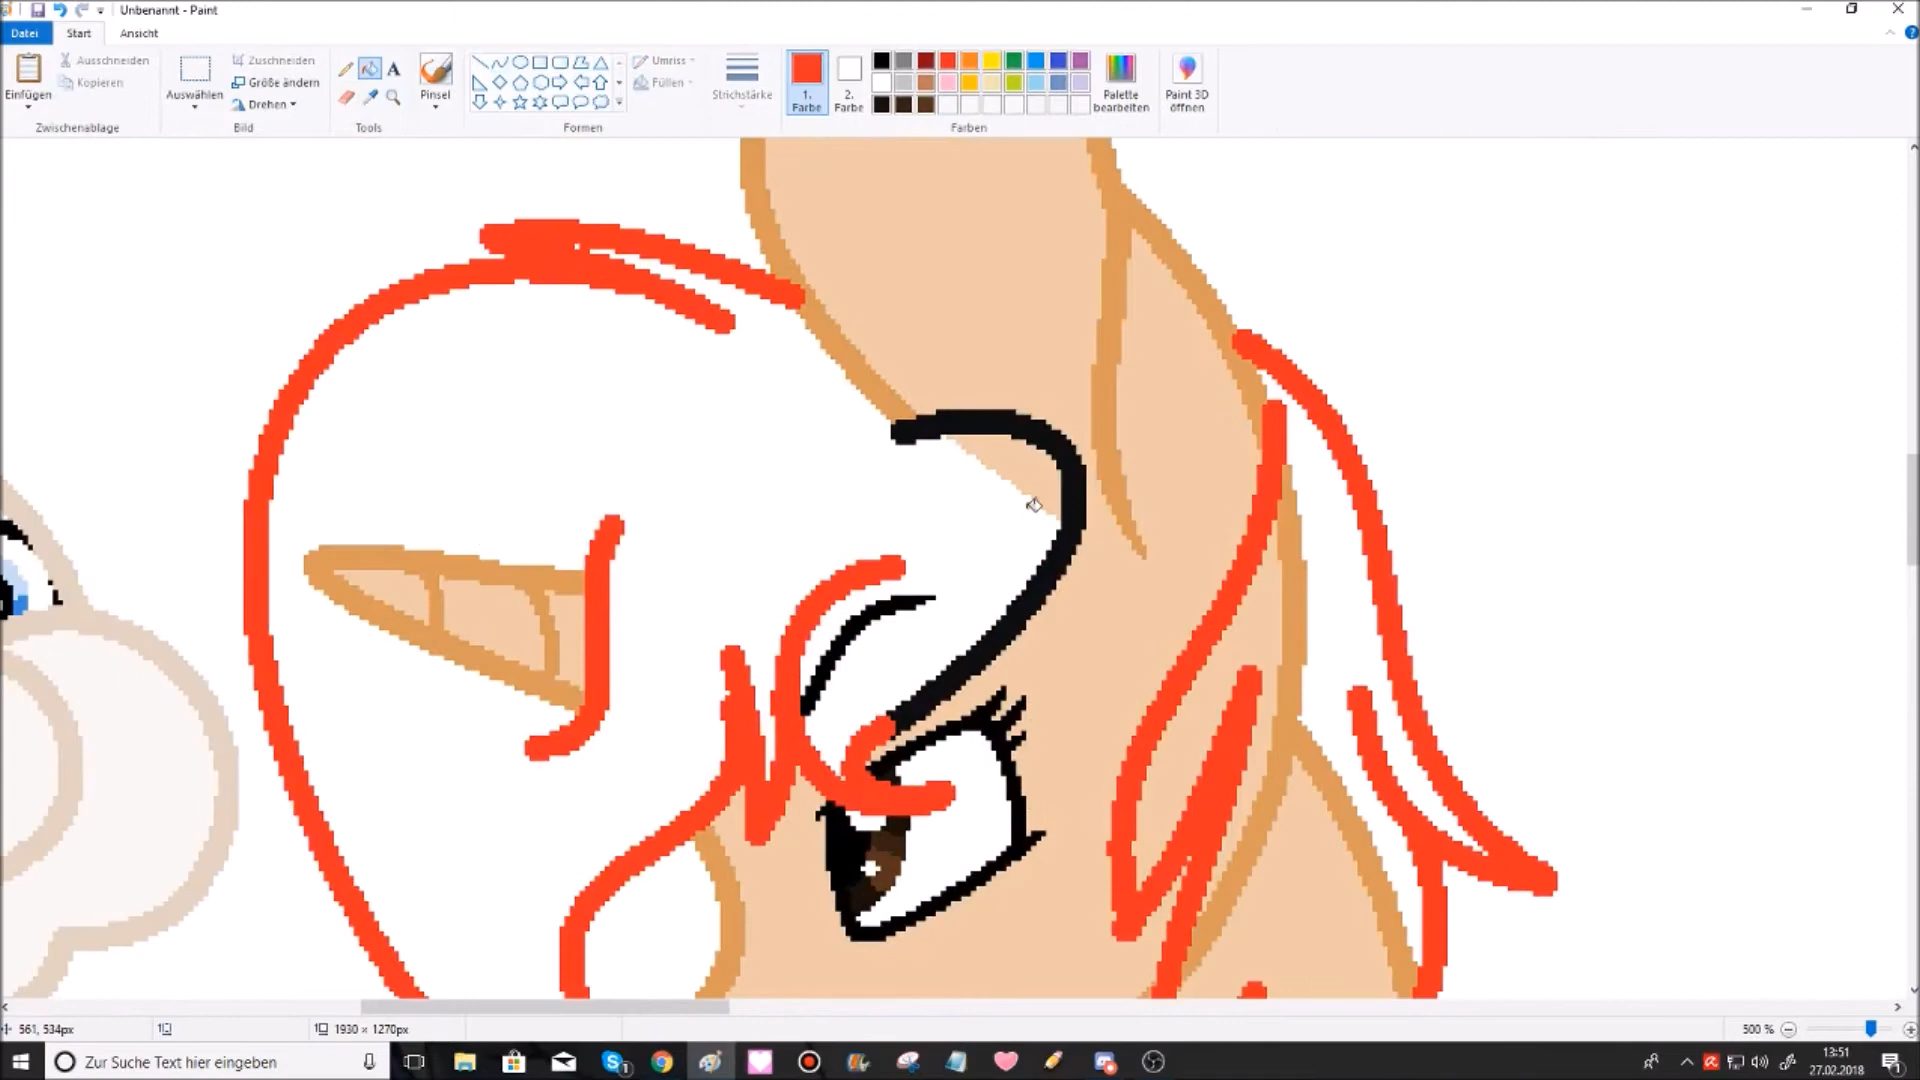 Unbenannt - Paint
Datei Start Ansicht
Einfügen
Ausschneiden
Kopieren
Zwischenablage
Auswählen
Zuschneiden
Größe ändern
Drehen
Bild
A
Tools
Pinsel
Formen
Umriss
Füllen
Strichstärke
1. Farbe
2. Farbe
Farben
Palette bearbeiten
Paint 3D öffnen
561, 534px
1930 × 1270px
500 %
Zur Suche Text hier eingeben
13:51
27.02.2018